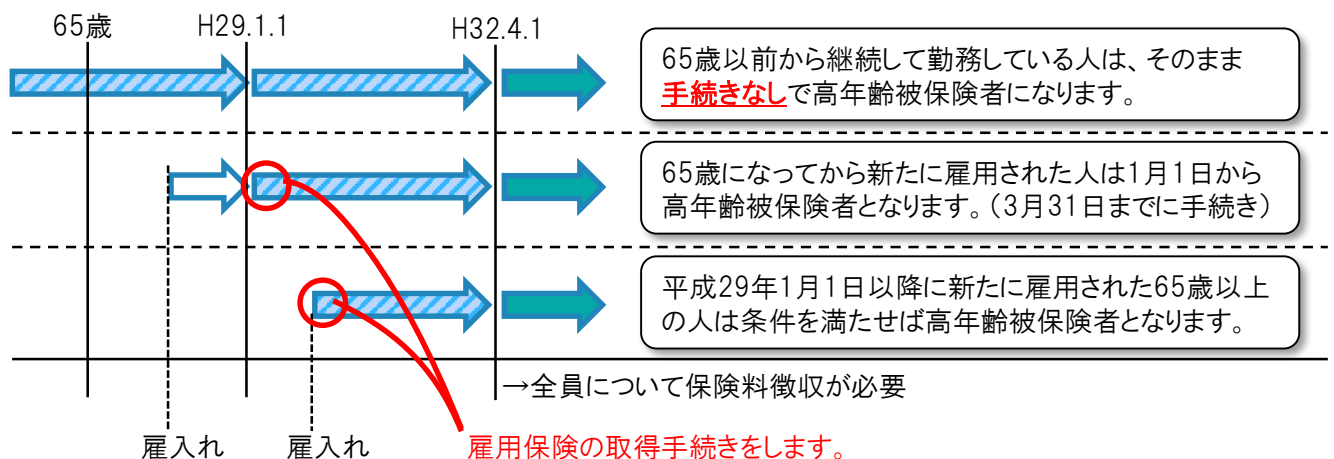 65歳
H29.1.1
H32.4.1
65歳以前から継続して勤務している人は、そのまま
手続きなしで高年齢被保険者になります。
65歳になってから新たに雇用された人は1月1日から
高年齢被保険者となります。（3月31日までに手続き）
平成29年1月1日以降に新たに雇用された65歳以上
の人は条件を満たせば高年齢被保険者となります。
→全員について保険料徴収が必要
雇入れ
雇入れ
雇用保険の取得手続きをします。